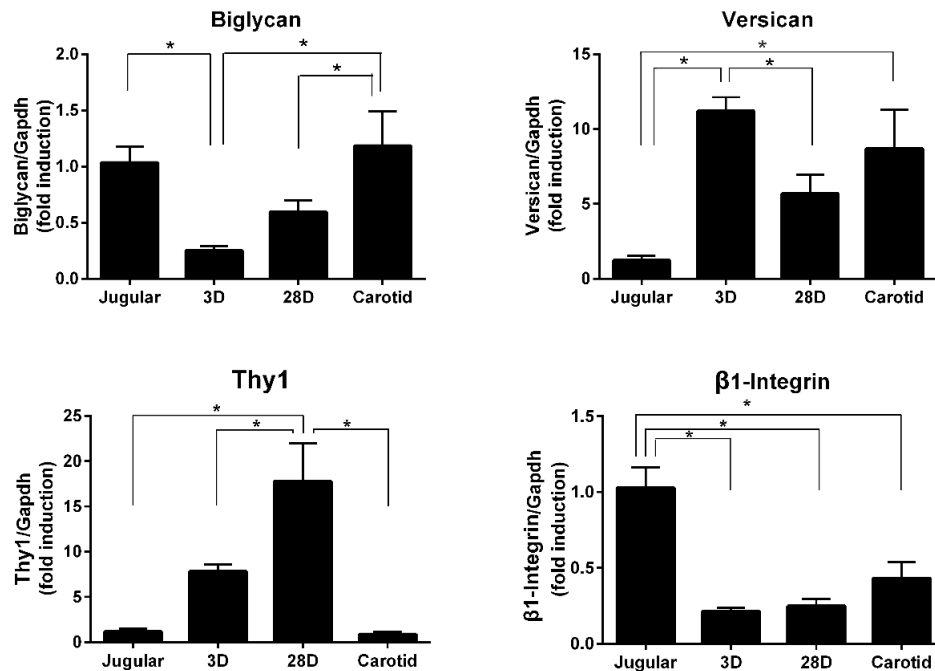 Biglycan
Biglycan/Gapdh
(fold induction)
2.0
1.5
1.0
0.5
0.0
*
*
*
Jugular 3D 28D Carotid
Versican
Versican/Gapdh
(fold induction)
15
10
5
0
*
*
*
Jugular 3D 28D Carotid
Thy1
Thy1/Gapdh
(fold induction)
25
20
15
10
5
0
*
*
*
Jugular 3D 28D Carotid
β1-Integrin
β1-Integrin/Gapdh
(fold induction)
1.5
1.0
0.5
0.0
*
*
*
Jugular 3D 28D Carotid